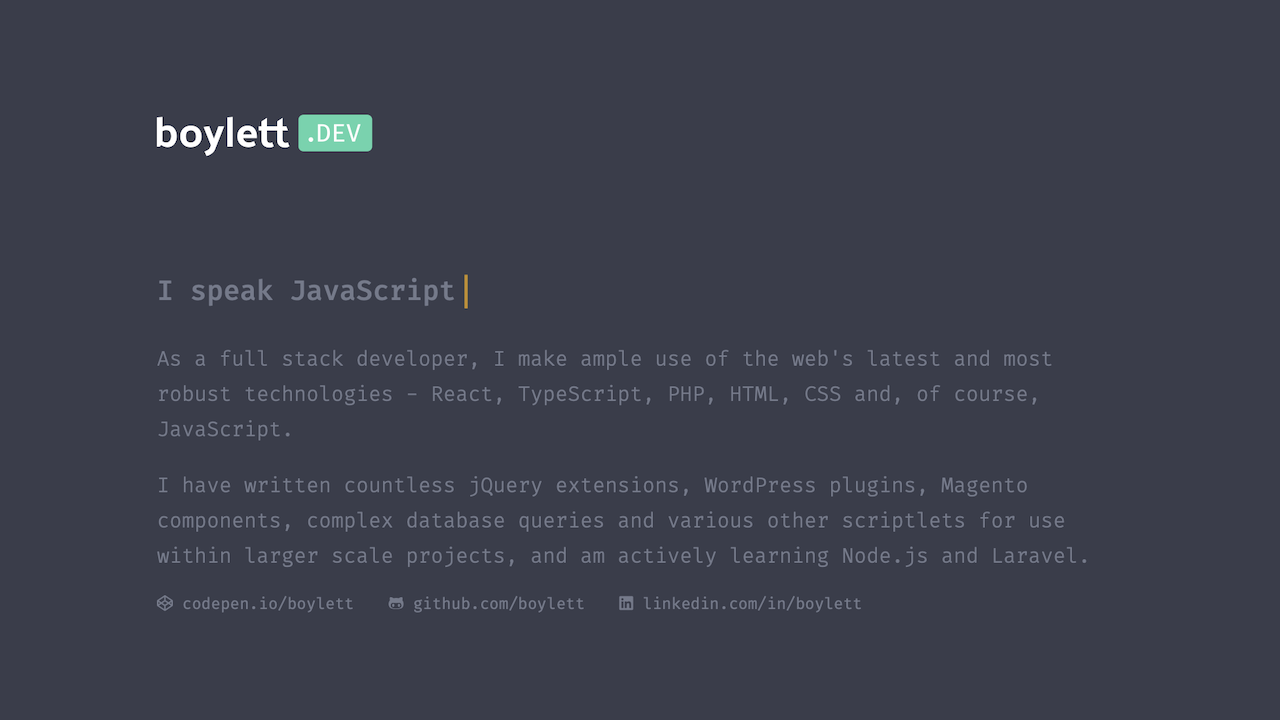 boylett .DEV
I speak JavaScript
As a full stack developer, I make ample use of the web's latest and most
robust technologies - React, TypeScript, PHP, HTML, CSS and, of course,
JavaScript.
I have written countless jQuery extensions, WordPress plugins, Magento
components, complex database queries and various other scriptlets for use
within larger scale projects, and am actively learning Node.js and Laravel.
codepen.io/boylett github.com/boylett linkedin.com/in/boylett